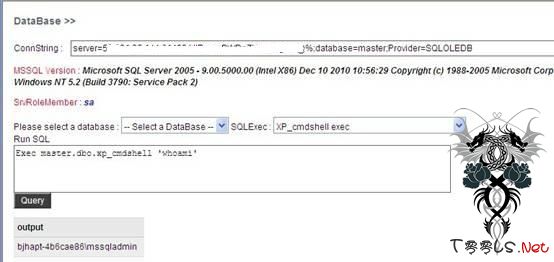 DataBase >>
ConnString : server=5 )%;database=master;Provider=SQLOLEDB
MSSQL Version : Microsoft SQL Server 2005 - 9.00.5000.00 (Intel X86) Dec 10 2010 10:56:29 Copyright (c) 1988-2005 Microsoft Corp
Windows NT 5.2 (Build 3790: Service Pack 2)
SrvRoleMember : sa
Please select a database : -- Select a DataBase -- SQLExec : XP_cmdshell exec
Run SQL
Exec master.dbo.xp_cmdshell 'whoami'
Query
output
bjhapt-4b6cae86\mssqladmin
T00ls.Net